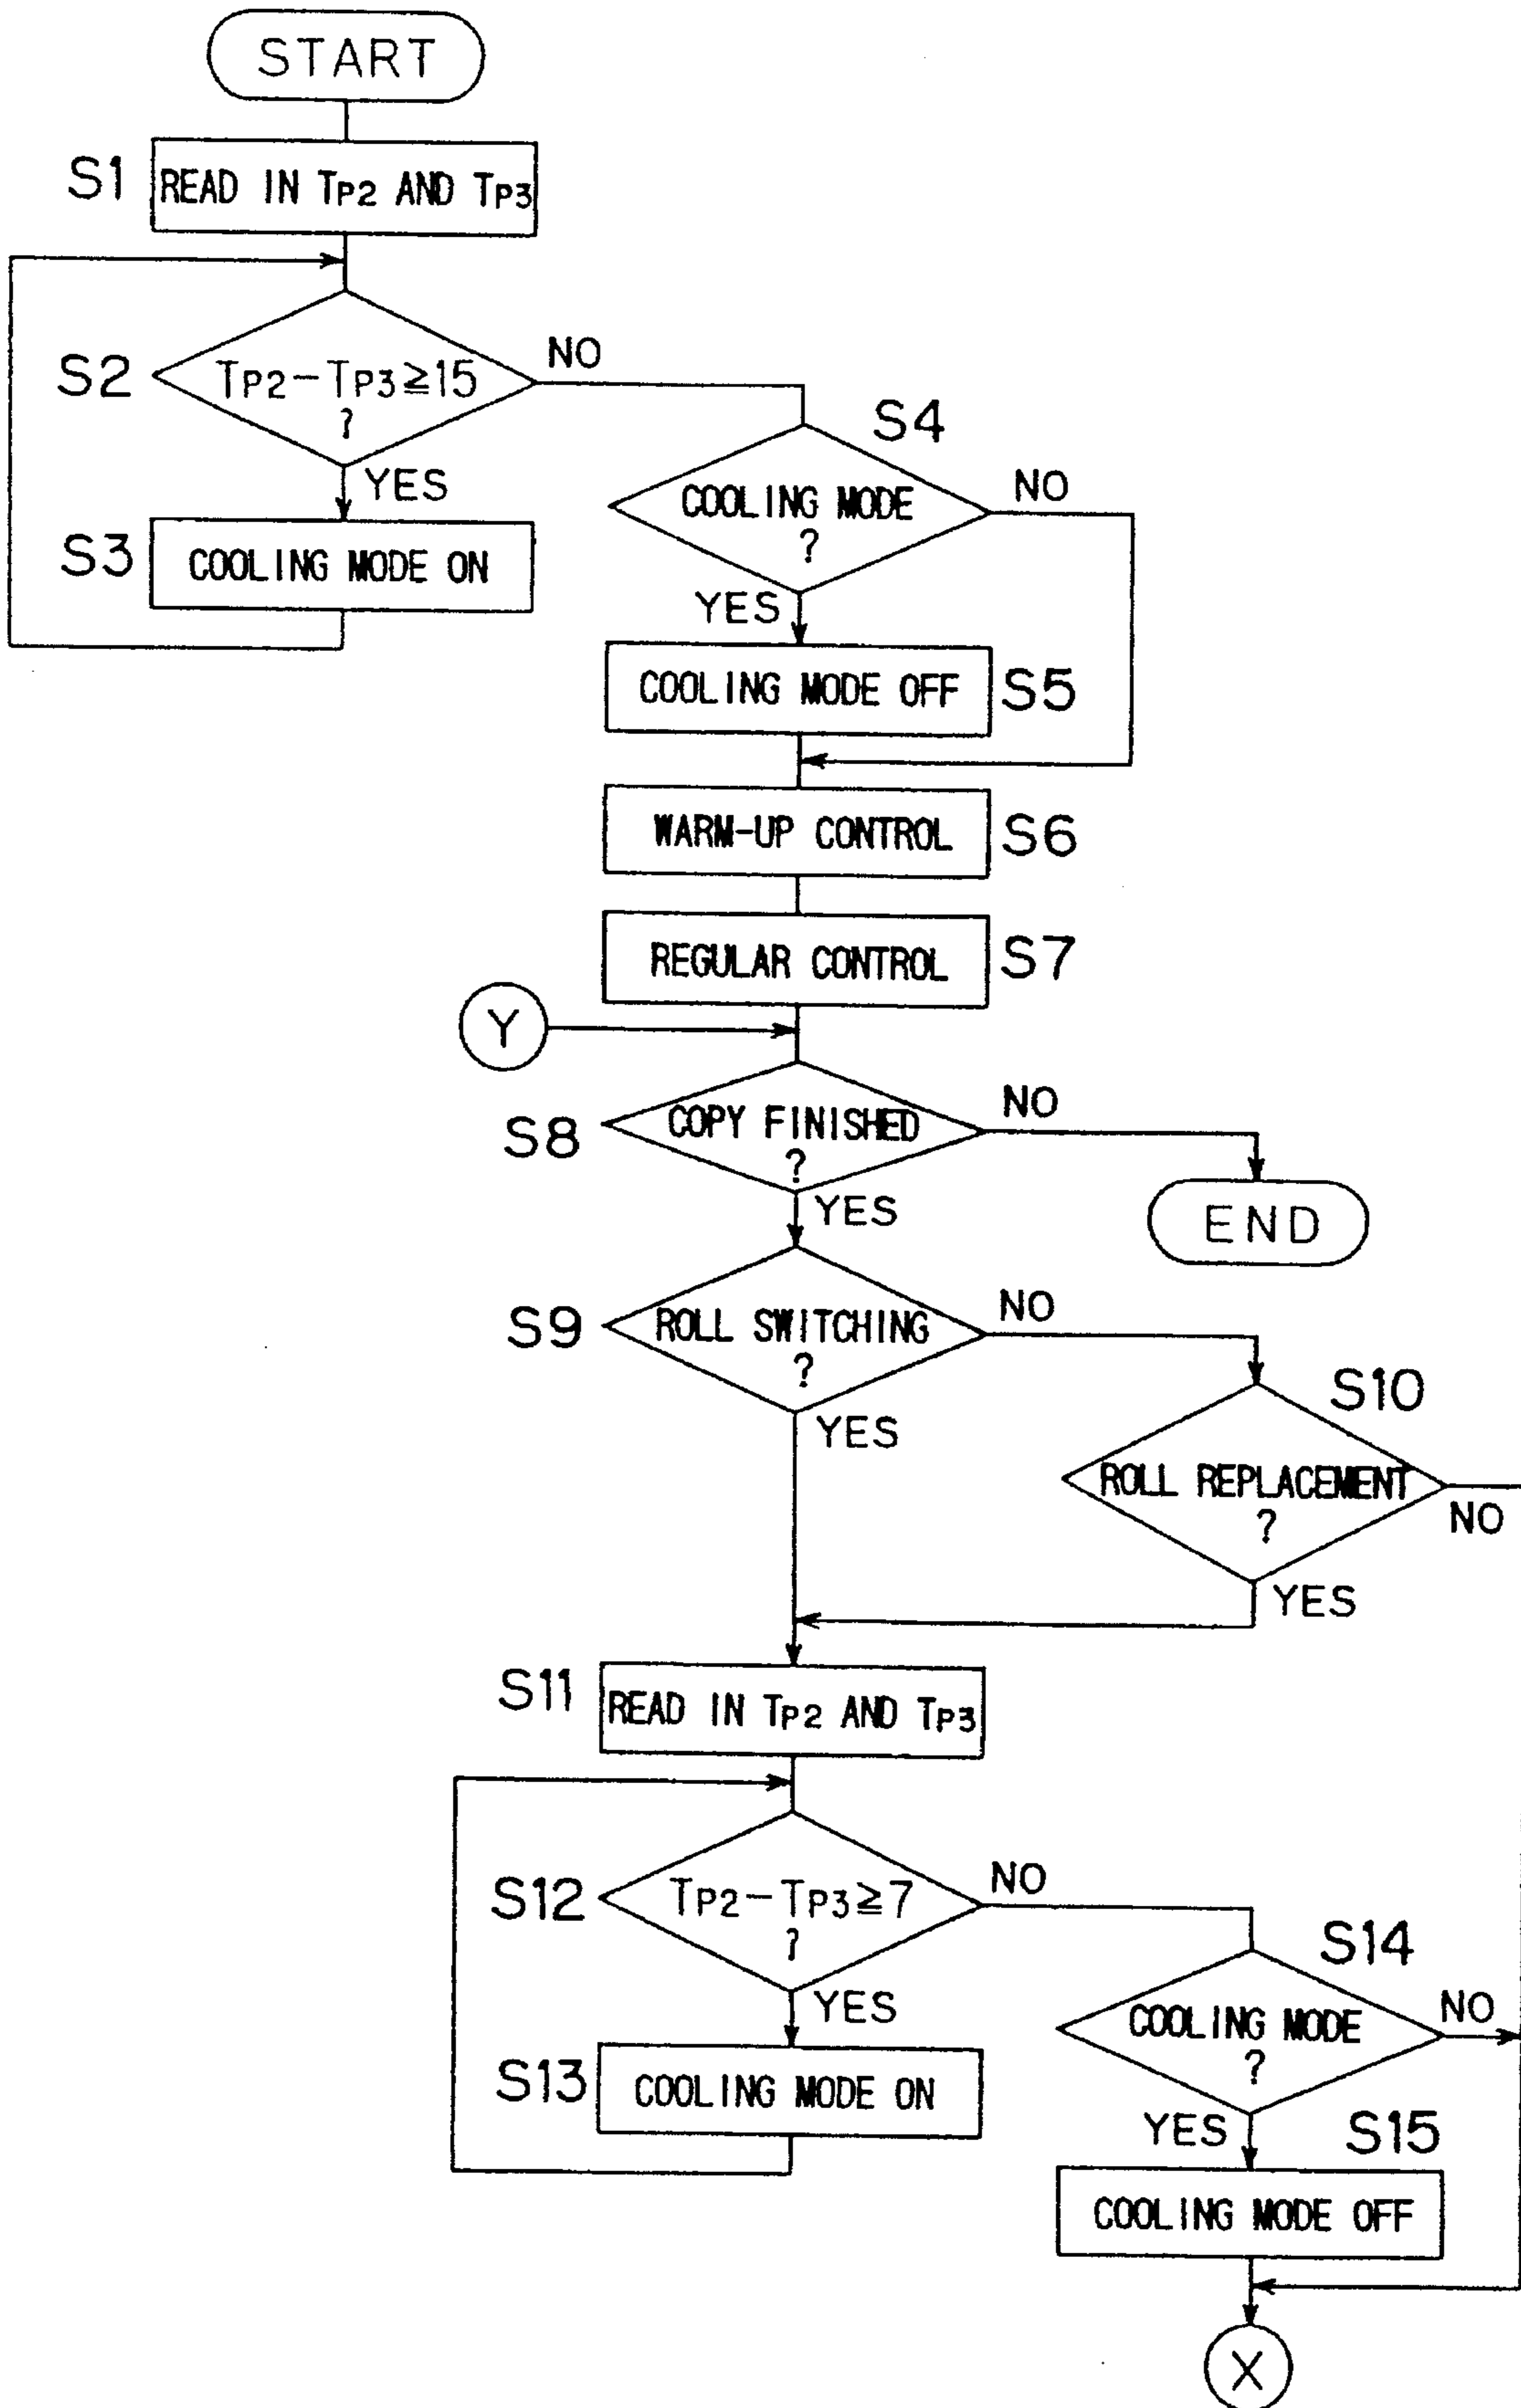 START
S1
READ IN TP2 AND TP3
S2
TP2-TP3≧15
?
NO
YES
S3
COOLING MODE ON
S4
COOLING MODE
?
NO
YES
COOLING MODE OFF
S5
WARM-UP CONTROL
S6
REGULAR CONTROL
S7
Y
S8
COPY FINISHED
?
NO
YES
END
S9
ROLL SWITCHING
?
NO
YES
S10
ROLL REPLACEMENT
?
NO
YES
S11
READ IN TP2 AND TP3
S12
TP2-TP3≧7
?
NO
YES
S13
COOLING MODE ON
S14
COOLING MODE
?
NO
YES
S15
COOLING MODE OFF
X